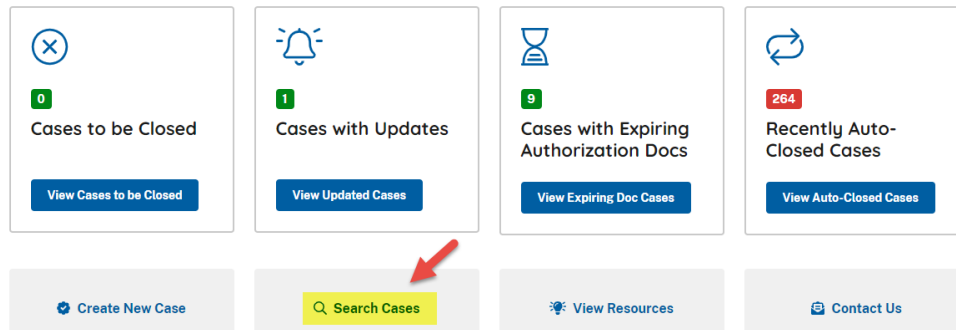 0
Cases to be Closed
View Cases to be Closed
1
Cases with Updates
View Updated Cases
9
Cases with Expiring
Authorization Docs
View Expiring Doc Cases
264
Recently Auto-
Closed Cases
View Auto-Closed Cases
Create New Case
Search Cases
View Resources
Contact Us